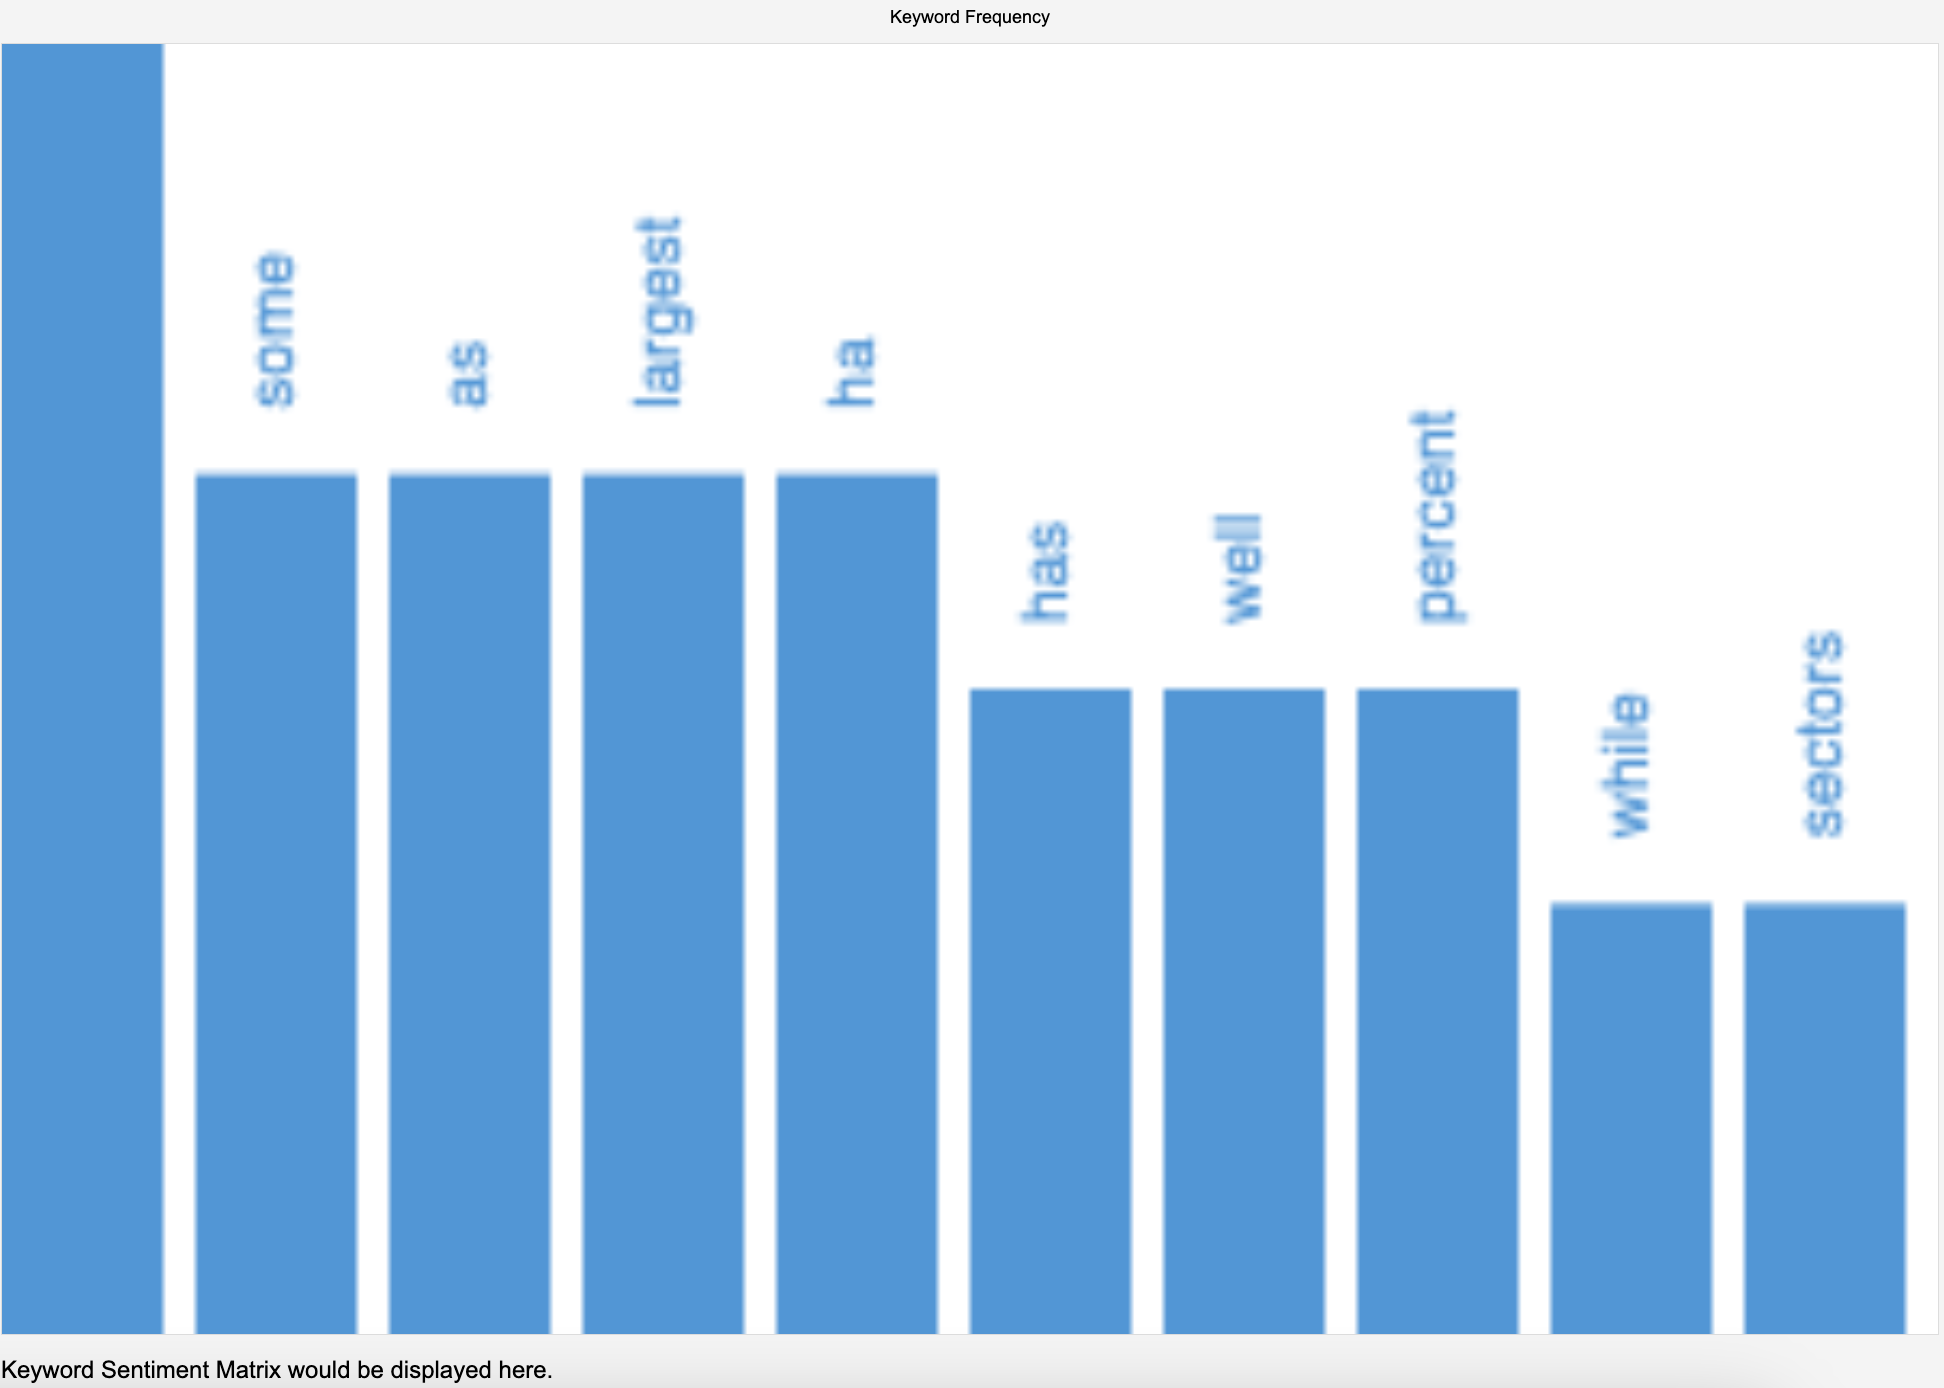 Keyword Frequency
some
as
largest
ha
has
well
percent
while
sectors
Keyword Sentiment Matrix would be displayed here.